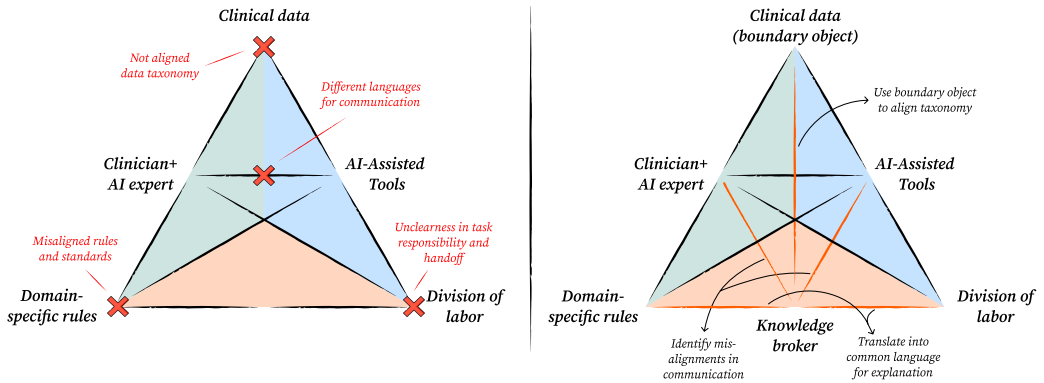 Clinical data
Not aligned
data taxonomy
Different languages
for communication
Clinician+
AI expert
AI-Assisted
Tools
Misaligned rules
and standards
Unclearness in task
responsibility and
handoff
Domain-
specific rules
Division of
labor
Clinical data
(boundary object)
Use boundary object
to align taxonomy
Clinician+
AI expert
AI-Assisted
Tools
Domain-
specific rules
Knowledge
broker
Division of
labor
Identify mis-
alignments in
communication
Translate into
common language
for explanation